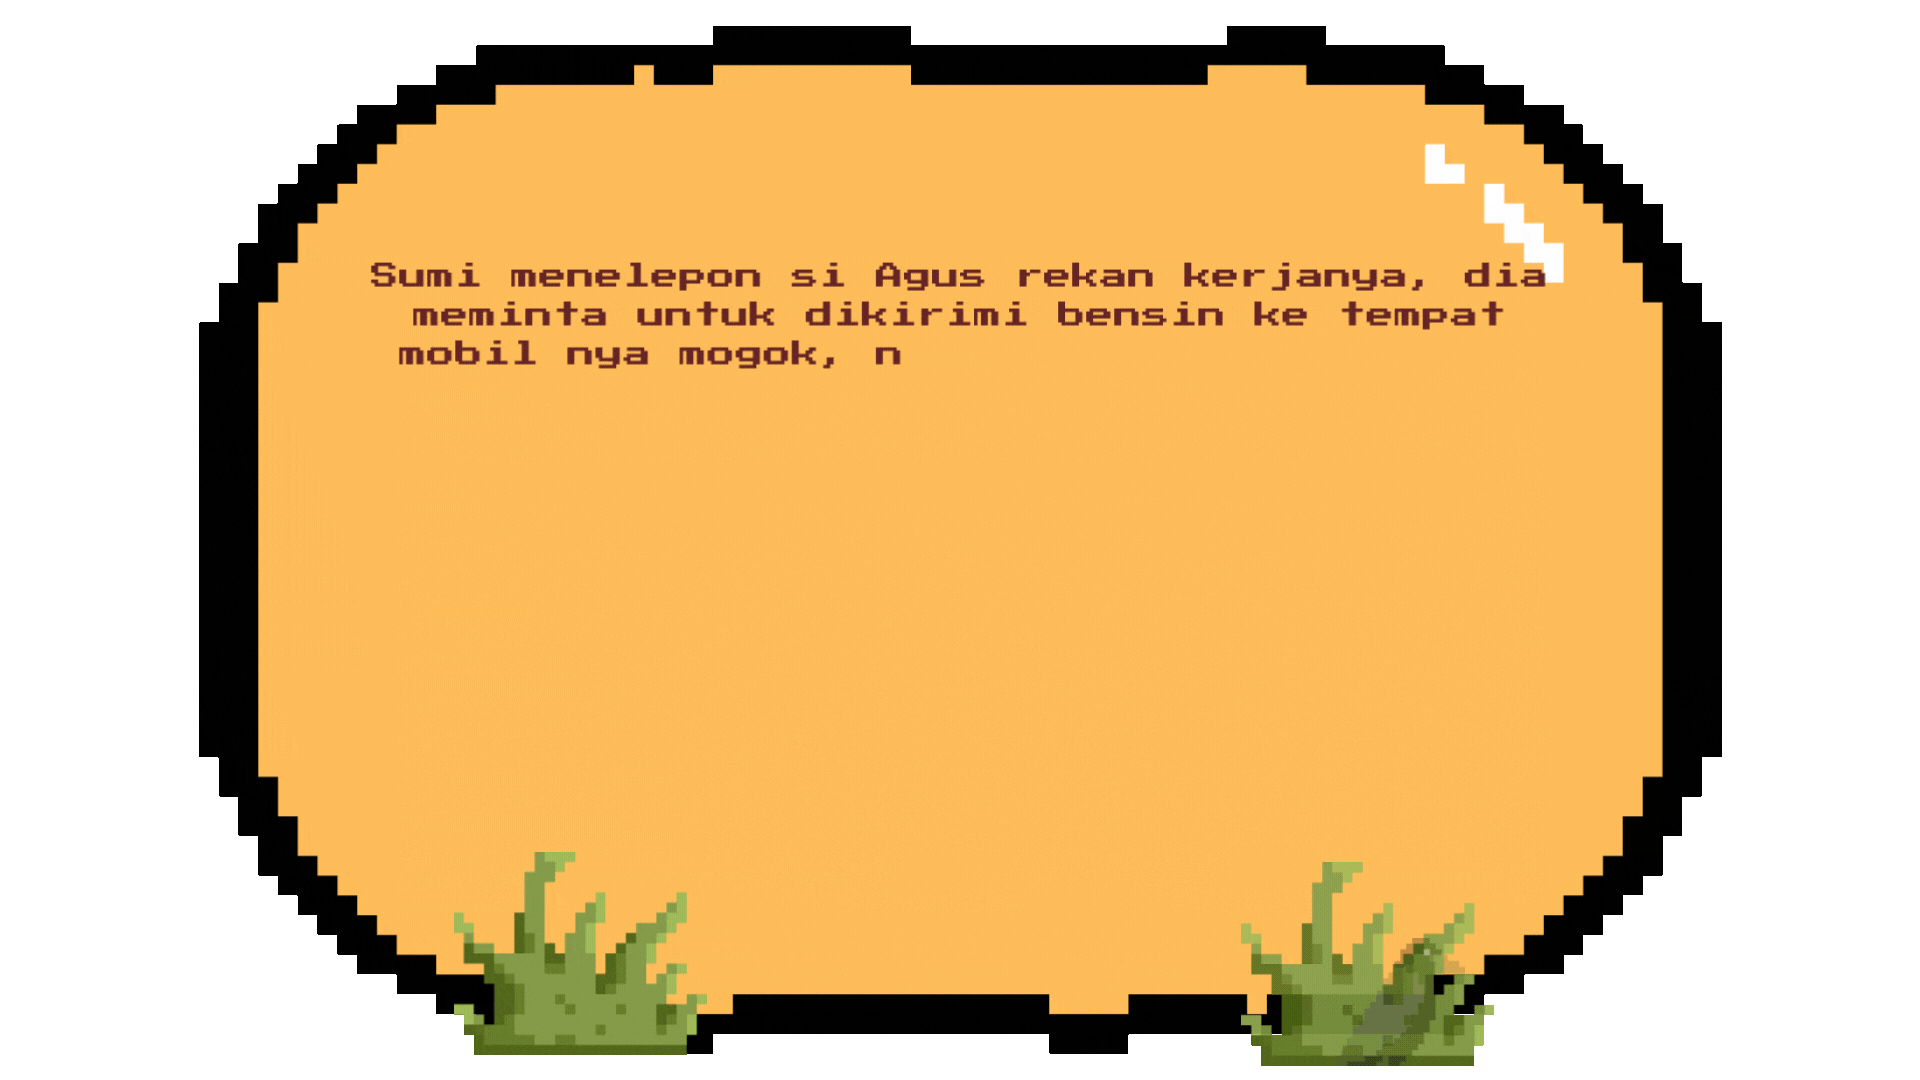 Sumi menelepon si Agus rekan kerjanya, dia
meminta untuk dikirimi bensin ke tempat
mobil nya mogok, n